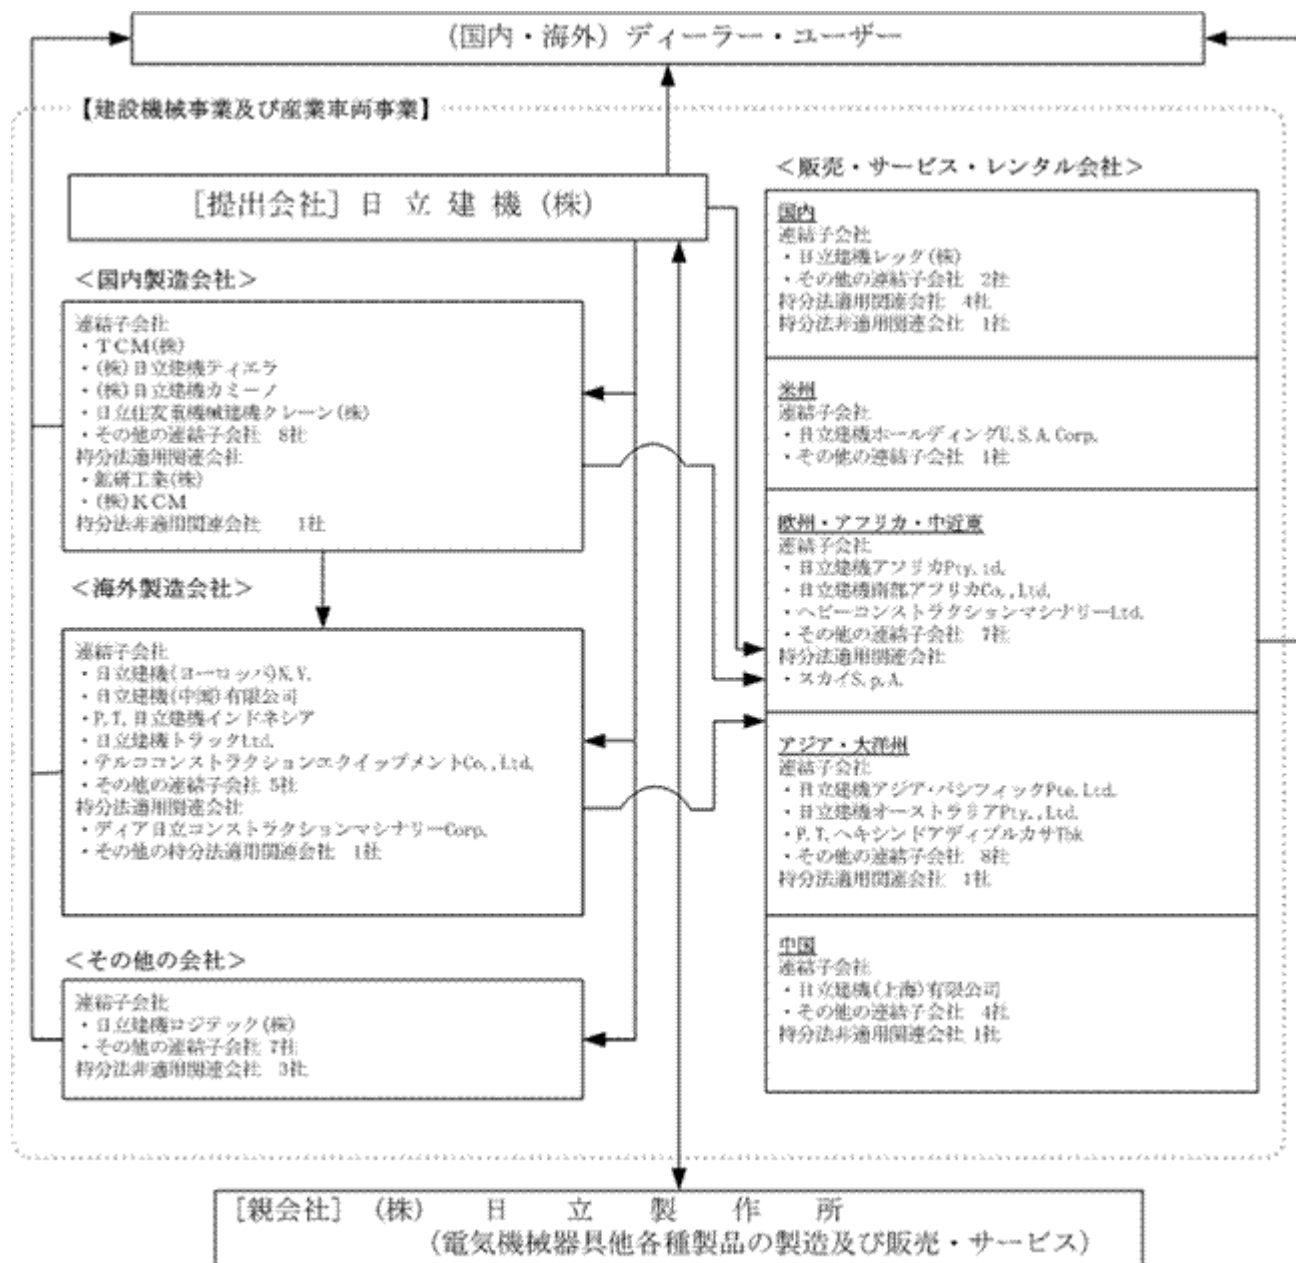 (国内・海外) ディーラー・ユーザー
【建設機械事業及び産業車両事業】
[提出会社] 日 立 建 機 (株)
＜国内製造会社＞
連結子会社
・TCM(株)
・(株)日立建機ティエラ
・(株)日立建機カミーノ
・日立住友重機械建機クレーン(株)
・その他の連結子会社 8社
持分法適用関連会社
・鉱研工業(株)
・(株)KCM
持分法非適用関連会社 1社
＜海外製造会社＞
連結子会社
・日立建機(ヨーロッパ)N.V.
・日立建機(中国)有限公司
・P.T.日立建機インドネシア
・日立建機トラックLtd.
・テルココンストラクションエクイップメントCo.,Ltd.
・その他の連結子会社 5社
持分法適用関連会社
・ディア日立コンストラクションマシナリーCorp.
・その他の持分法適用関連会社 1社
＜その他の会社＞
連結子会社
・日立建機ロジテック(株)
・その他の連結子会社 7社
持分法非適用関連会社 3社
＜販売・サービス・レンタル会社＞
国内
連結子会社
・日立建機レック(株)
・その他の連結子会社 2社
持分法適用関連会社 4社
持分法非適用関連会社 1社
米州
連結子会社
・日立建機ホールディングU.S.A.Corp.
・その他の連結子会社 1社
欧州・アフリカ・中近東
連結子会社
・日立建機アフリカPty.td.
・日立建機南部アフリカCo.,Ltd.
・ヘビーコンストラクションマシナリーLtd.
・その他の連結子会社 7社
持分法適用関連会社
・スカイS.p.A.
アジア・大洋州
連結子会社
・日立建機アジア・パシフィックPte.Ltd.
・日立建機オーストラリアPty.,Ltd.
・P.T.ヘキシンドアディプルカサTbk
・その他の連結子会社 8社
持分法適用関連会社 1社
中国
連結子会社
・日立建機(上海)有限公司
・その他の連結子会社 4社
持分法非適用関連会社 1社
[親会社] (株) 日 立 製 作 所
(電気機械器具他各種製品の製造及び販売・サービス)